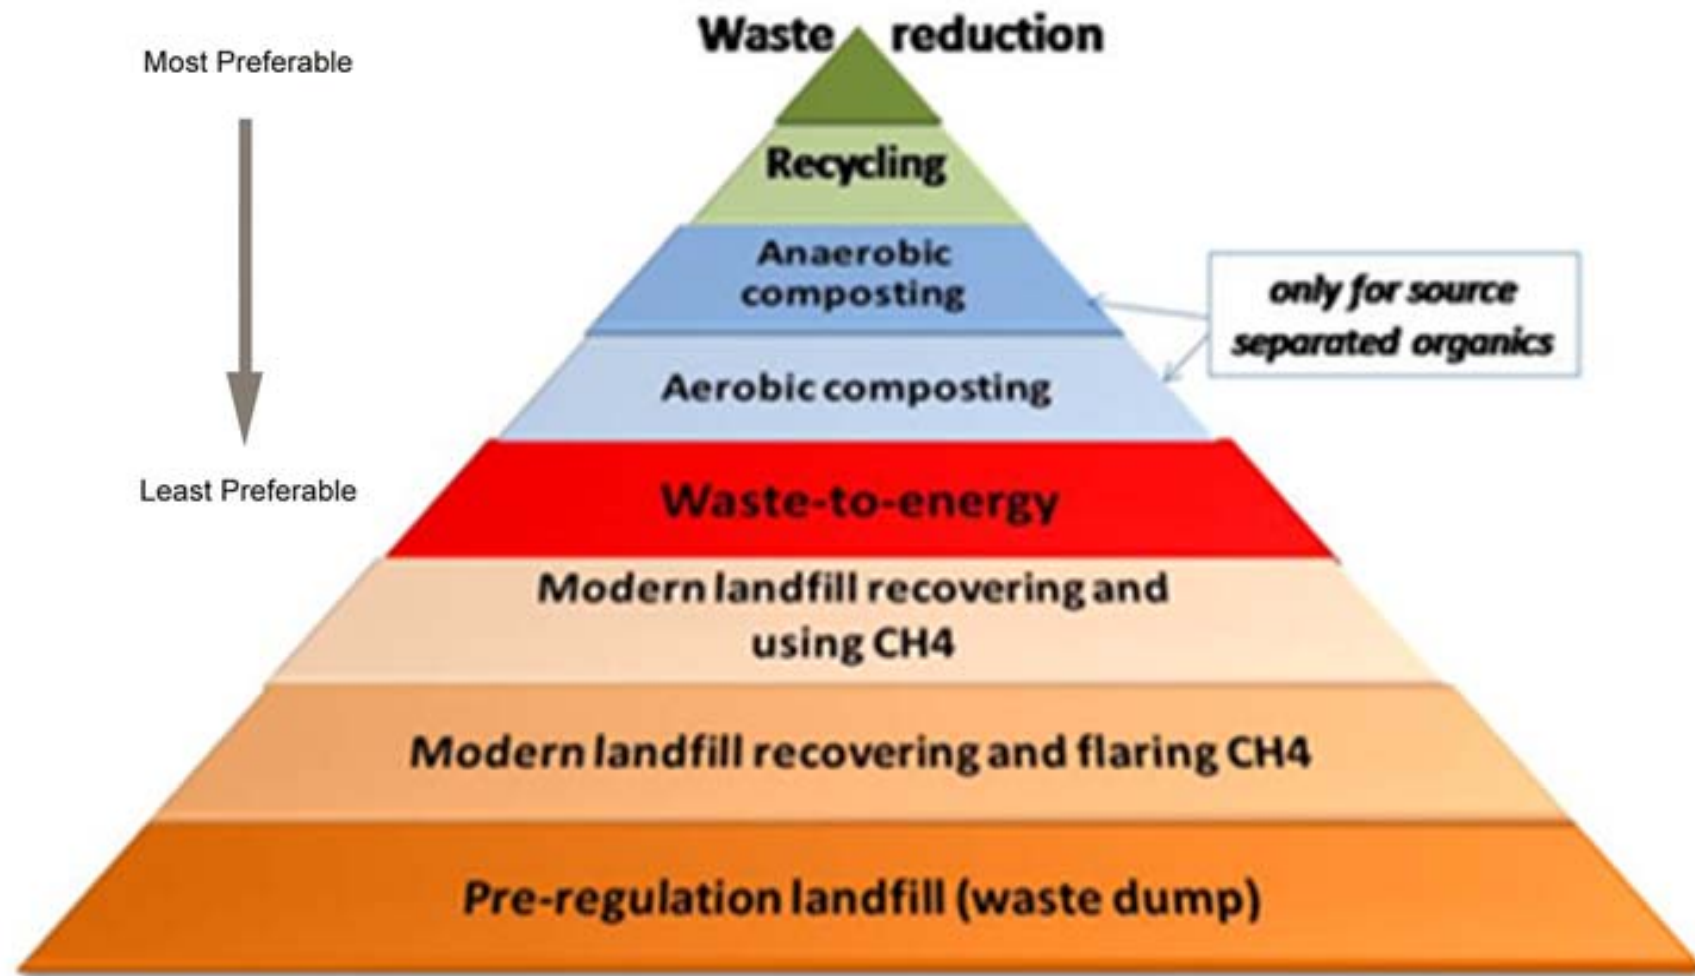 Waste reduction
Most Preferable
Recycling
Anaerobic
composting
only for source
separated organics
Aerobic composting
Least Preferable
Waste-to-energy
Modern landfill recovering and
using CH4
Modern landfill recovering and flaring CH4
Pre-regulation landfill (waste dump)